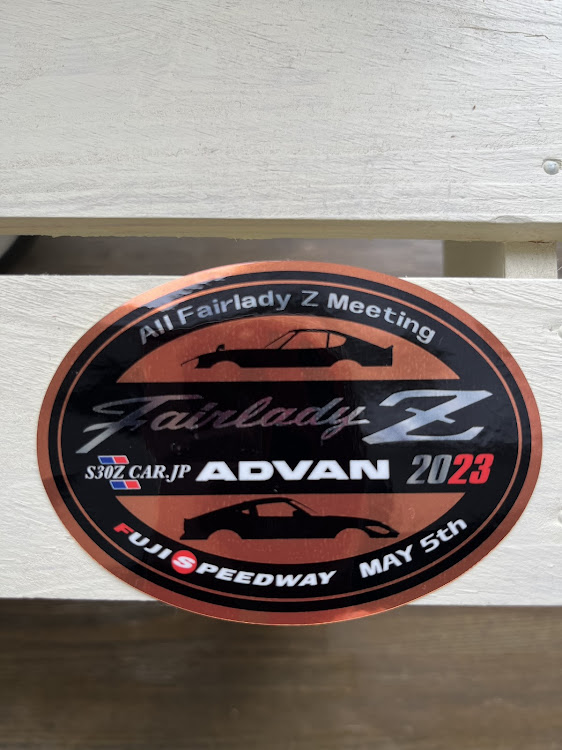 All Fairlady Z Meeting
Fairlady Z
S30Z CAR.JP ADVAN 2023
FUJI SPEEDWAY MAY 5th